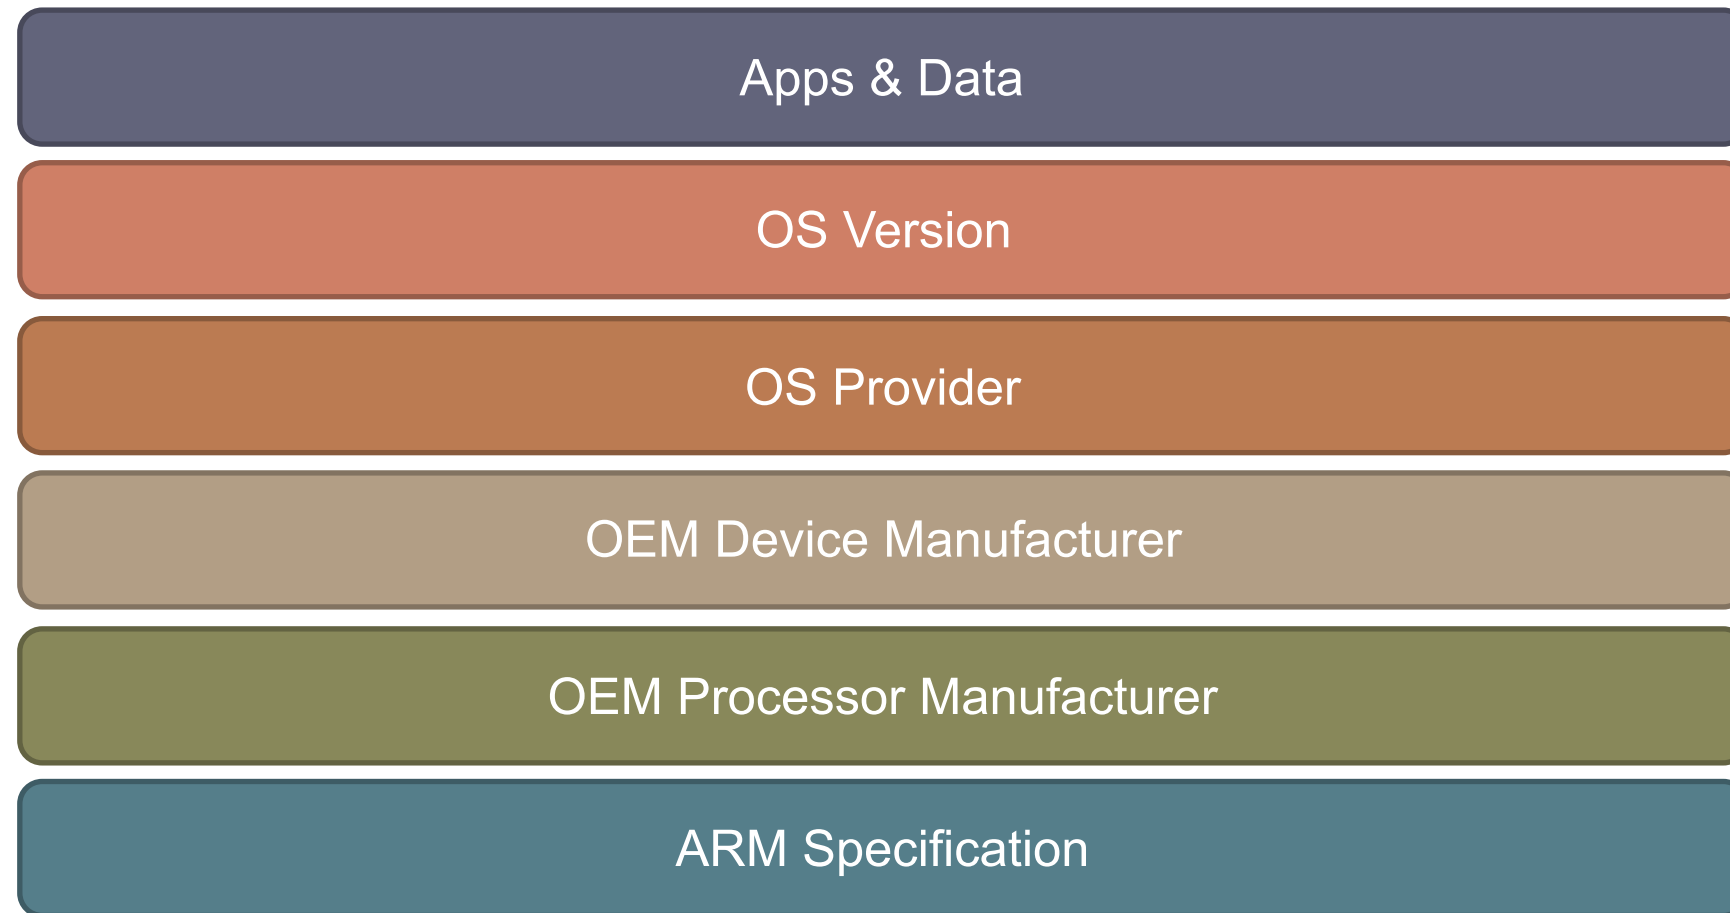 Apps & Data
OS Version
OS Provider
OEM Device Manufacturer
OEM Processor Manufacturer
ARM Specification